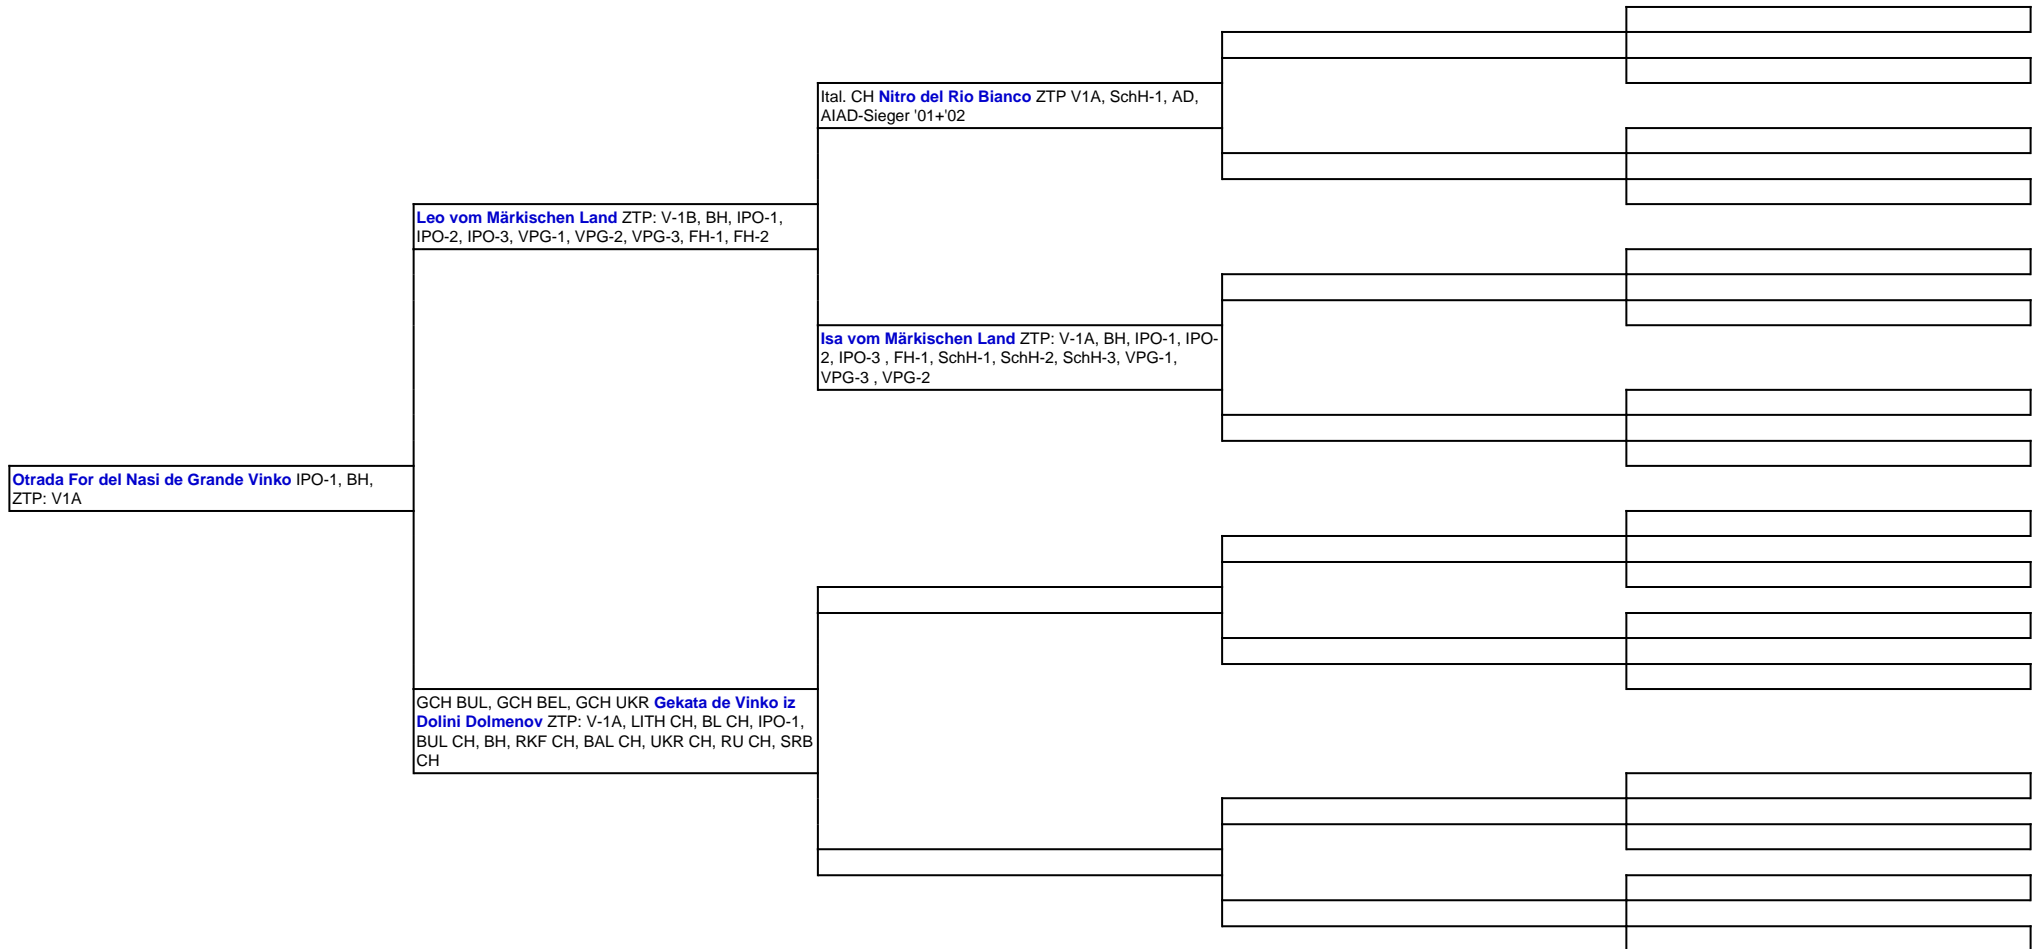 Ital. CH Nitro del Rio Bianco ZTP V1A, SchH-1, AD,
AIAD-Sieger '01+'02
Leo vom Märkischen Land ZTP: V-1B, BH, IPO-1,
IPO-2, IPO-3, VPG-1, VPG-2, VPG-3, FH-1, FH-2
Isa vom Märkischen Land ZTP: V-1A, BH, IPO-1, IPO-
2, IPO-3 , FH-1, SchH-1, SchH-2, SchH-3, VPG-1,
VPG-3 , VPG-2
Otrada For del Nasi de Grande Vinko IPO-1, BH,
ZTP: V1A
GCH BUL, GCH BEL, GCH UKR Gekata de Vinko iz
Dolini Dolmenov ZTP: V-1A, LITH CH, BL CH, IPO-1,
BUL CH, BH, RKF CH, BAL CH, UKR CH, RU CH, SRB
CH